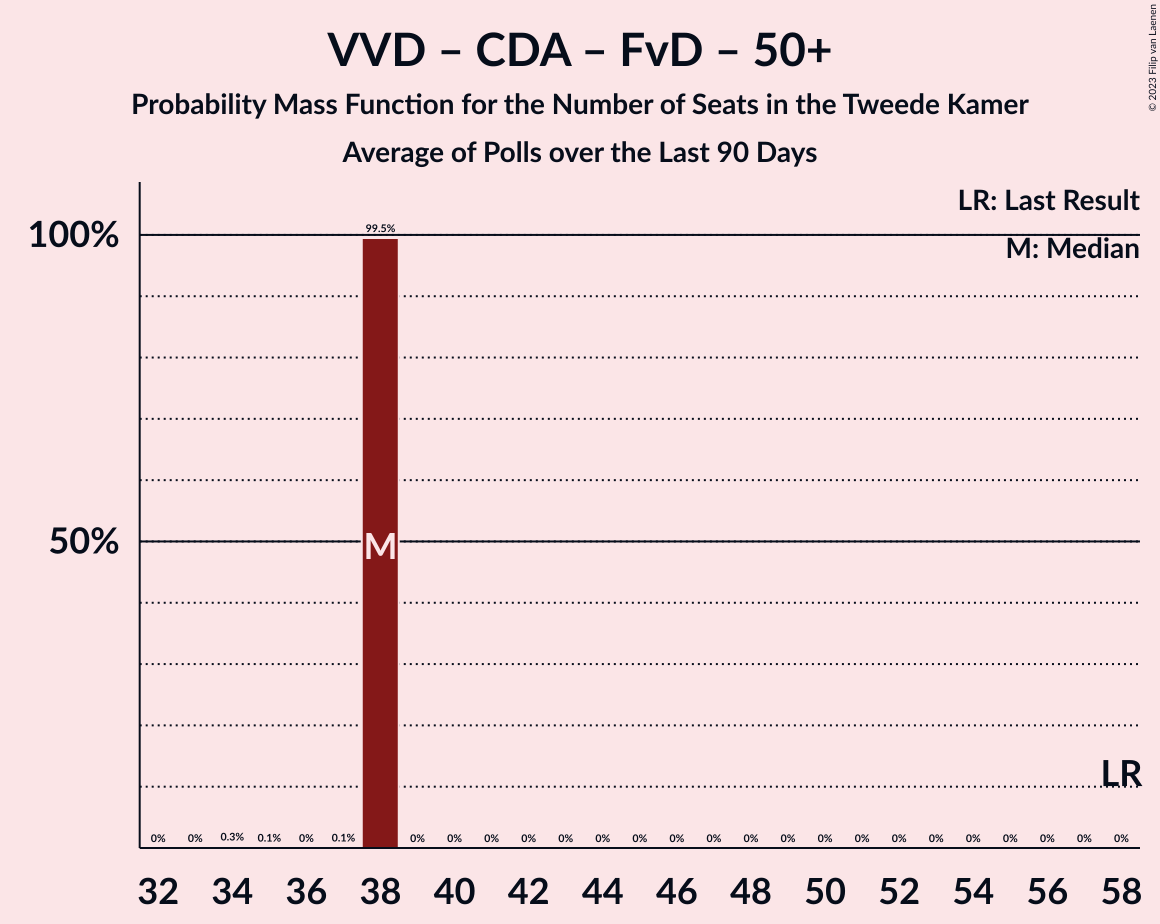 VVD – CDA – FvD – 50+
Probability Mass Function for the Number of Seats in the Tweede Kamer
Average of Polls over the Last 90 Days
© 2023 Filip van Laenen
LR: Last Result
M: Median
100%
99.5%
50%
M
LR
0% 0% 0.3% 0.1% 0% 0.1% 0% 0% 0% 0% 0% 0% 0% 0% 0% 0% 0% 0% 0% 0% 0% 0% 0% 0% 0% 0%
32 34 36 38 40 42 44 46 48 50 52 54 56 58